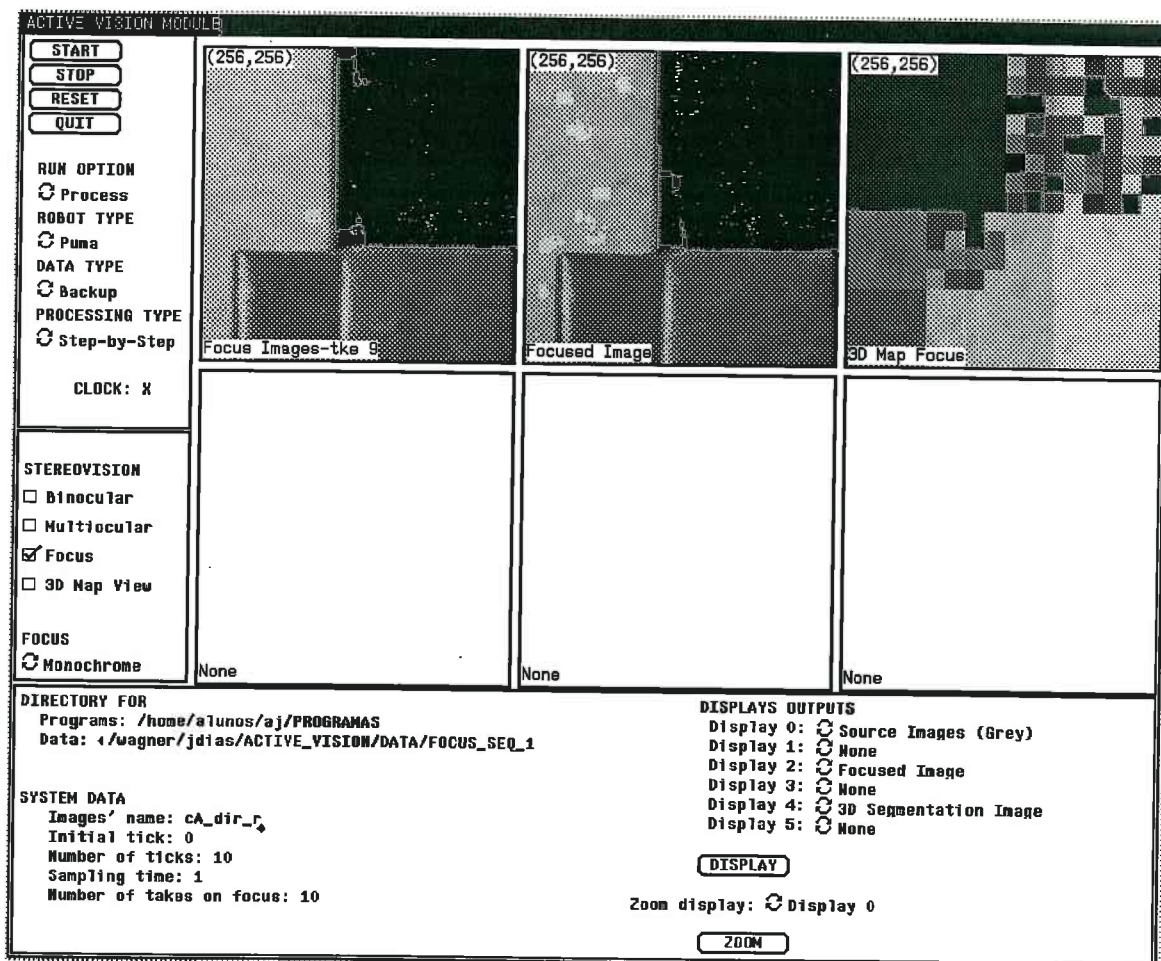 ACTIVE VISION MODULE
START
STOP
RESET
QUIT
RUN OPTION
Process
ROBOT TYPE
Puma
DATA TYPE
Backup
PROCESSING TYPE
Step-by-Step
CLOCK: X
(256,256)
Focus Images-tke 9
(256,256)
Focused Image
(256,256)
3D Map Focus
STEREOVISION
Binocular
Multiocular
Focus
3D Map View
FOCUS
Monochrome
None
None
None
DIRECTORY FOR
Programs: /home/alunos/aj/PROGRAMAS
Data: /wagner/jdias/ACTIVE_VISION/DATA/FOCUS_SEQ_1
SYSTEM DATA
Images' name: cA_dir_r
Initial tick: 0
Number of ticks: 10
Sampling time: 1
Number of takes on focus: 10
DISPLAYS OUTPUTS
Display 0: Source Images (Grey)
Display 1: None
Display 2: Focused Image
Display 3: None
Display 4: 3D Segmentation Image
Display 5: None
DISPLAY
Zoom display: Display 0
ZOOM